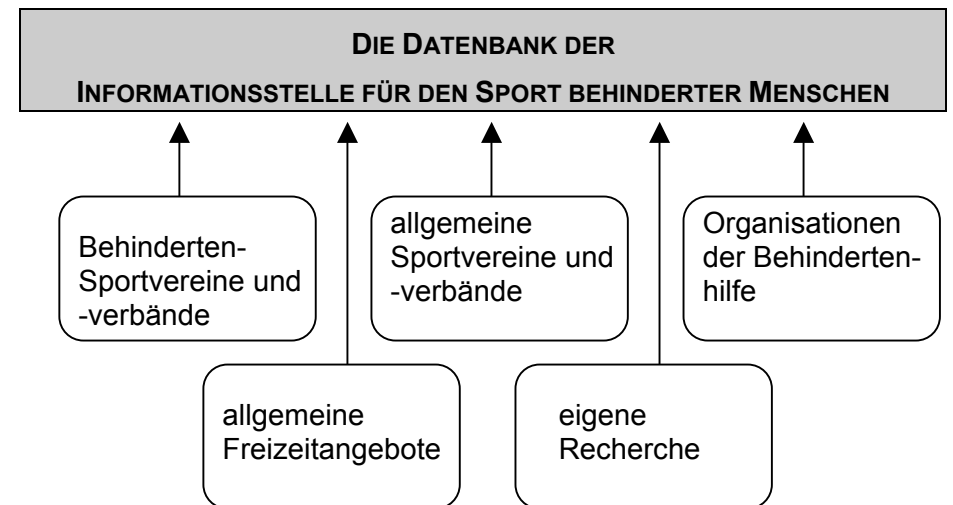 DIE DATENBANK DER
INFORMATIONSSTELLE FÜR DEN SPORT BEHINDERTER MENSCHEN
Behinderten-
Sportvereine und
-verbände
allgemeine
Sportvereine und
-verbände
Organisationen
der Behinderten-
hilfe
allgemeine
Freizeitangebote
eigene
Recherche